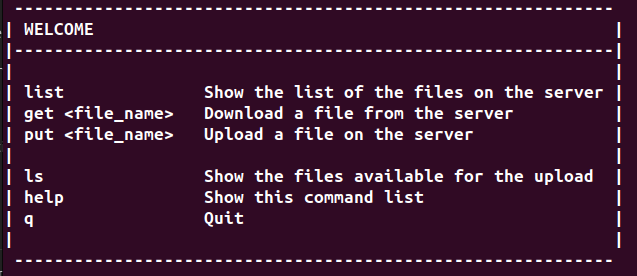 WELCOME
list Show the list of the files on the server
get <file_name> Download a file from the server
put <file_name> Upload a file on the server
ls Show the files available for the upload
help Show this command list
q Quit